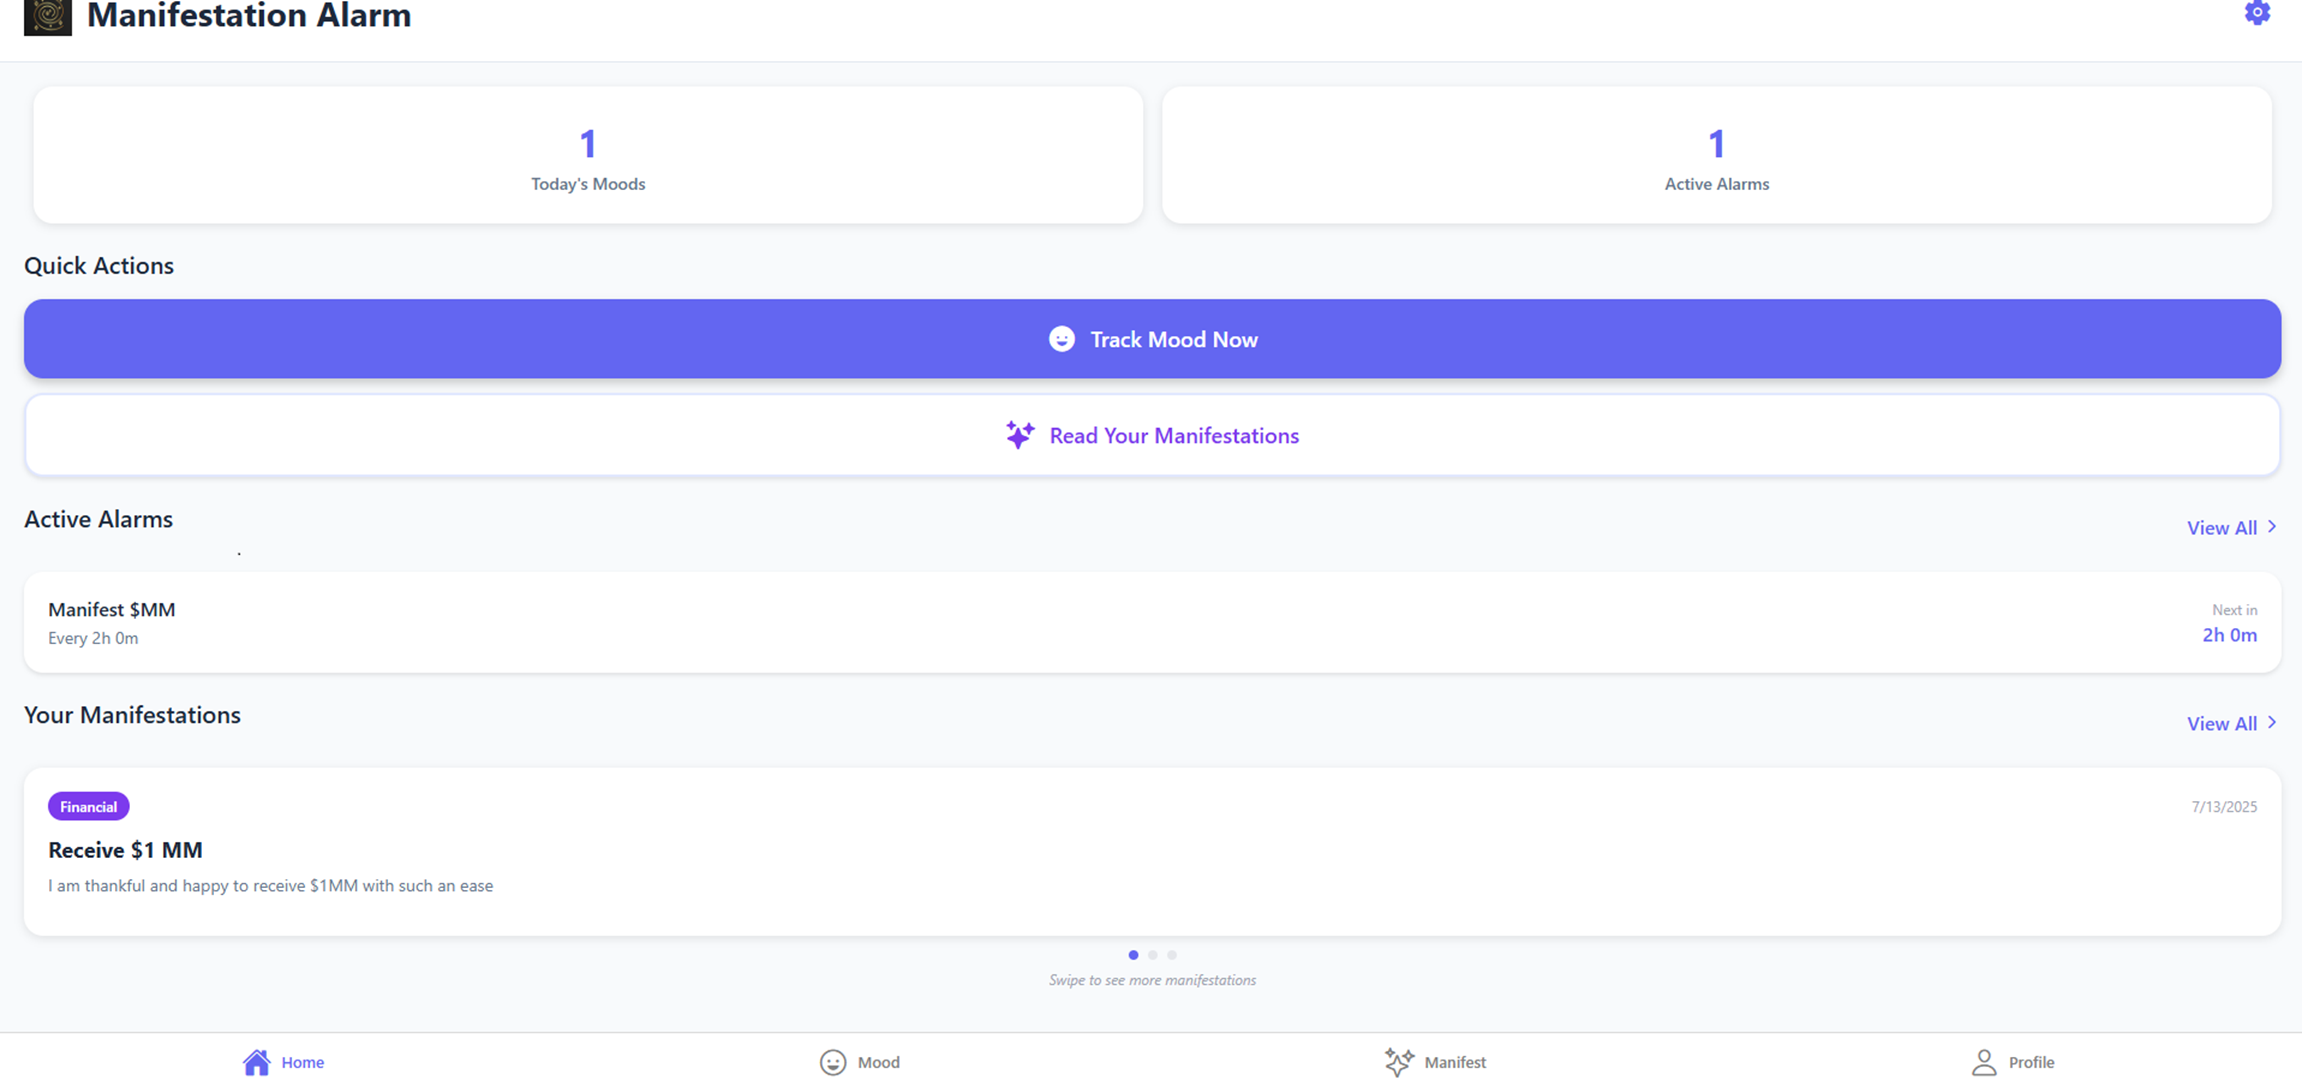 Manifestation Alarm
1
Today's Moods
1
Active Alarms
Quick Actions
Track Mood Now
Read Your Manifestations
Active Alarms
View All
Manifest $MM
Every 2h 0m
Next in
2h 0m
Your Manifestations
View All
Financial
7/13/2025
Receive $1 MM
I am thankful and happy to receive $1MM with such an ease
Swipe to see more manifestations
Home
Mood
Manifest
Profile